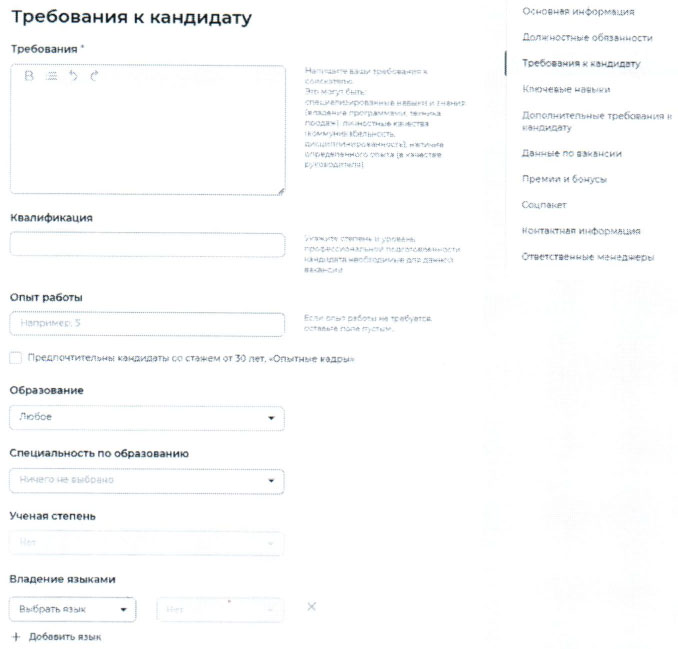 Требования к кандидату
Требования *
B
Напишите ваши требования к
соискателю.
Это могут быть:
специализированные навыки и знания
(владение программами, техника
продаж), личностные качества
(коммуникабельность,
дисциплинированность), наличие
определенного опыта (в качестве
руководителя)
Квалификация
Укажите степень и уровень
профессиональной подготовленности
кандидата необходимые для данной
вакансии
Опыт работы
Например: 5
Если опыт работы не требуется,
оставьте поле пустым.
Предпочтительны кандидаты со стажем от 30 лет. «Опытные кадры»
Образование
Любое
Специальность по образованию
Ничего не выбрано
Ученая степень
Нет
Владение языками
Выбрать язык
Нет
+ Добавить язык
Основная информация
Должностные обязанности
Требования к кандидату
Ключевые навыки
Дополнительные требования к
кандидату
Данные по вакансии
Премии и бонусы
Соцпакет
Контактная информация
Ответственные менеджеры